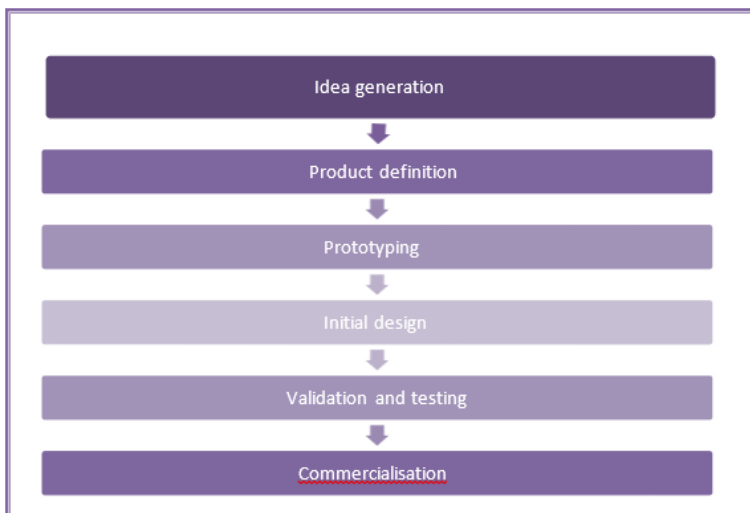 Idea generation
Product definition
Prototyping
Initial design
Validation and testing
Commercialisation